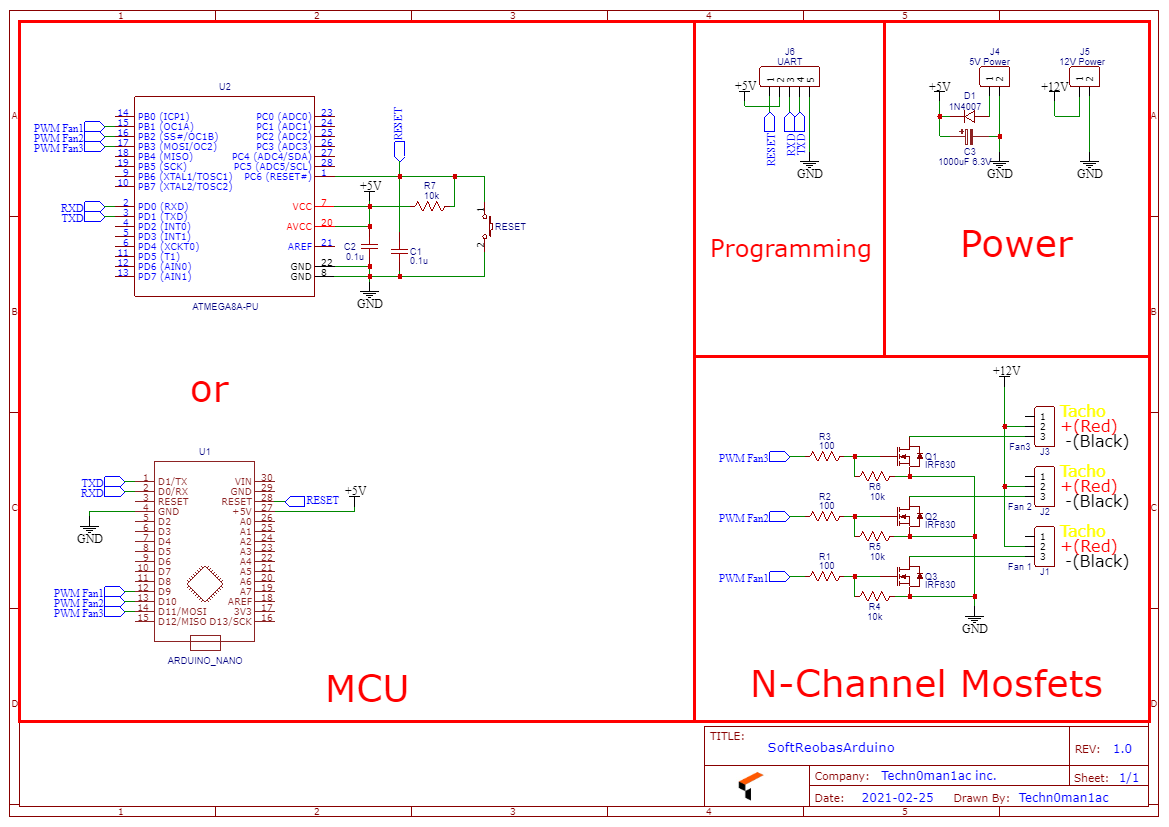 1 2 3 4 5
A
B
C
D
U2
14 PB0 (ICP1)
PWM Fan1 15 PB1 (OC1A)
PWM Fan2 16 PB2 (SS#/OC1B)
PWM Fan3 17 PB3 (MOSI/OC2)
18 PB4 (MISO)
19 PB5 (SCK)
9 PB6 (XTAL1/TOSC1)
10 PB7 (XTAL2/TOSC2)
RXD 2 PD0 (RXD)
TXD 3 PD1 (TXD)
4 PD2 (INT0)
5 PD3 (INT1)
6 PD4 (XCKT0)
11 PD5 (T1)
12 PD6 (AIN0)
13 PD7 (AIN1)
PC0 (ADC0) 23
PC1 (ADC1) 24
PC2 (ADC2) 25
PC3 (ADC3) 26
PC4 (ADC4/SDA) 27
PC5 (ADC5/SCL) 28
PC6 (RESET#) 1
VCC 7
AVCC 20
AREF 21
GND 22
GND 8
ATMEGA8A-PU
RESET
+5V
R7
10k
C2
0.1u
C1
0.1u
GND
1
RESET
2
or
U1
TXD 1 D1/TX
RXD 2 D0/RX
3 RESET
4 GND
5 D2
6 D3
7 D4
8 D5
9 D6
10 D7
11 D8
PWM Fan1 12 D9
PWM Fan2 13 D10
PWM Fan3 14 D11/MOSI
15 D12/MISO
VIN 30
GND 29
RESET 28 RESET
+5V 27 +5V
A0 26
A1 25
A2 24
A3 23
A4 22
A5 21
A6 20
A7 19
AREF 18
3V3 17
D13/SCK 16
GND
ARDUINO_NANO
MCU
J6
UART
1 2 3 4 5
+5V
RESET
RXD
TXD
GND
Programming
J4
5V Power
1 2
+5V
D1
1N4007
+
C3
1000uF 6.3V
GND
J5
12V Power
1 2
+12V
GND
Power
+12V
PWM Fan3
R3
100
R6
10k
Q1
IRF630
Fan3
1
2
3
J3
Tacho
+(Red)
-(Black)
PWM Fan2
R2
100
R5
10k
Q2
IRF630
Fan 2
1
2
3
J2
Tacho
+(Red)
-(Black)
PWM Fan1
R1
100
R4
10k
Q3
IRF630
Fan 1
1
2
3
J1
Tacho
+(Red)
-(Black)
GND
N-Channel Mosfets
TITLE:
SoftReobasArduino
REV: 1.0
Company: Techn0man1ac inc.
Sheet: 1/1
Date: 2021-02-25 Drawn By: Techn0man1ac
A
B
C
D
1 2 3 4 5